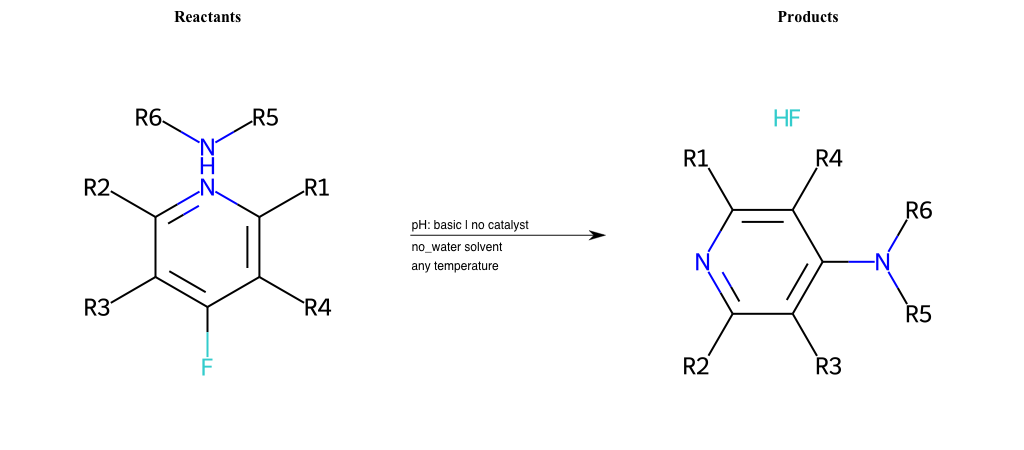 Reactants
Products
R6
R5
N
H
N
R2
R1
R3
R4
F
pH: basic | no catalyst
no_water solvent
any temperature
HF
R1
R4
R6
N
N
R5
R2
R3